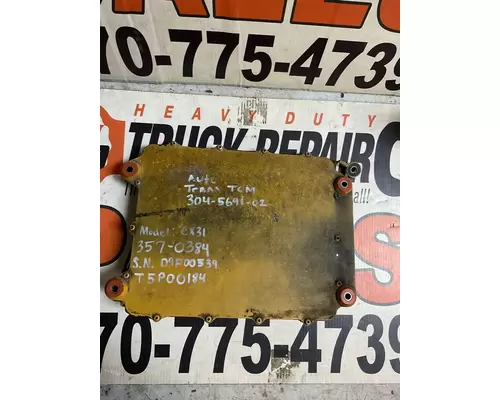 70-775-4739
HEAVY DUTY
TRUCK REPAIR
Auto
Trans TCM
304-5691-02
Model: CX31
357-0384
S.N. D9F00539
T5P00184
70-775-4739